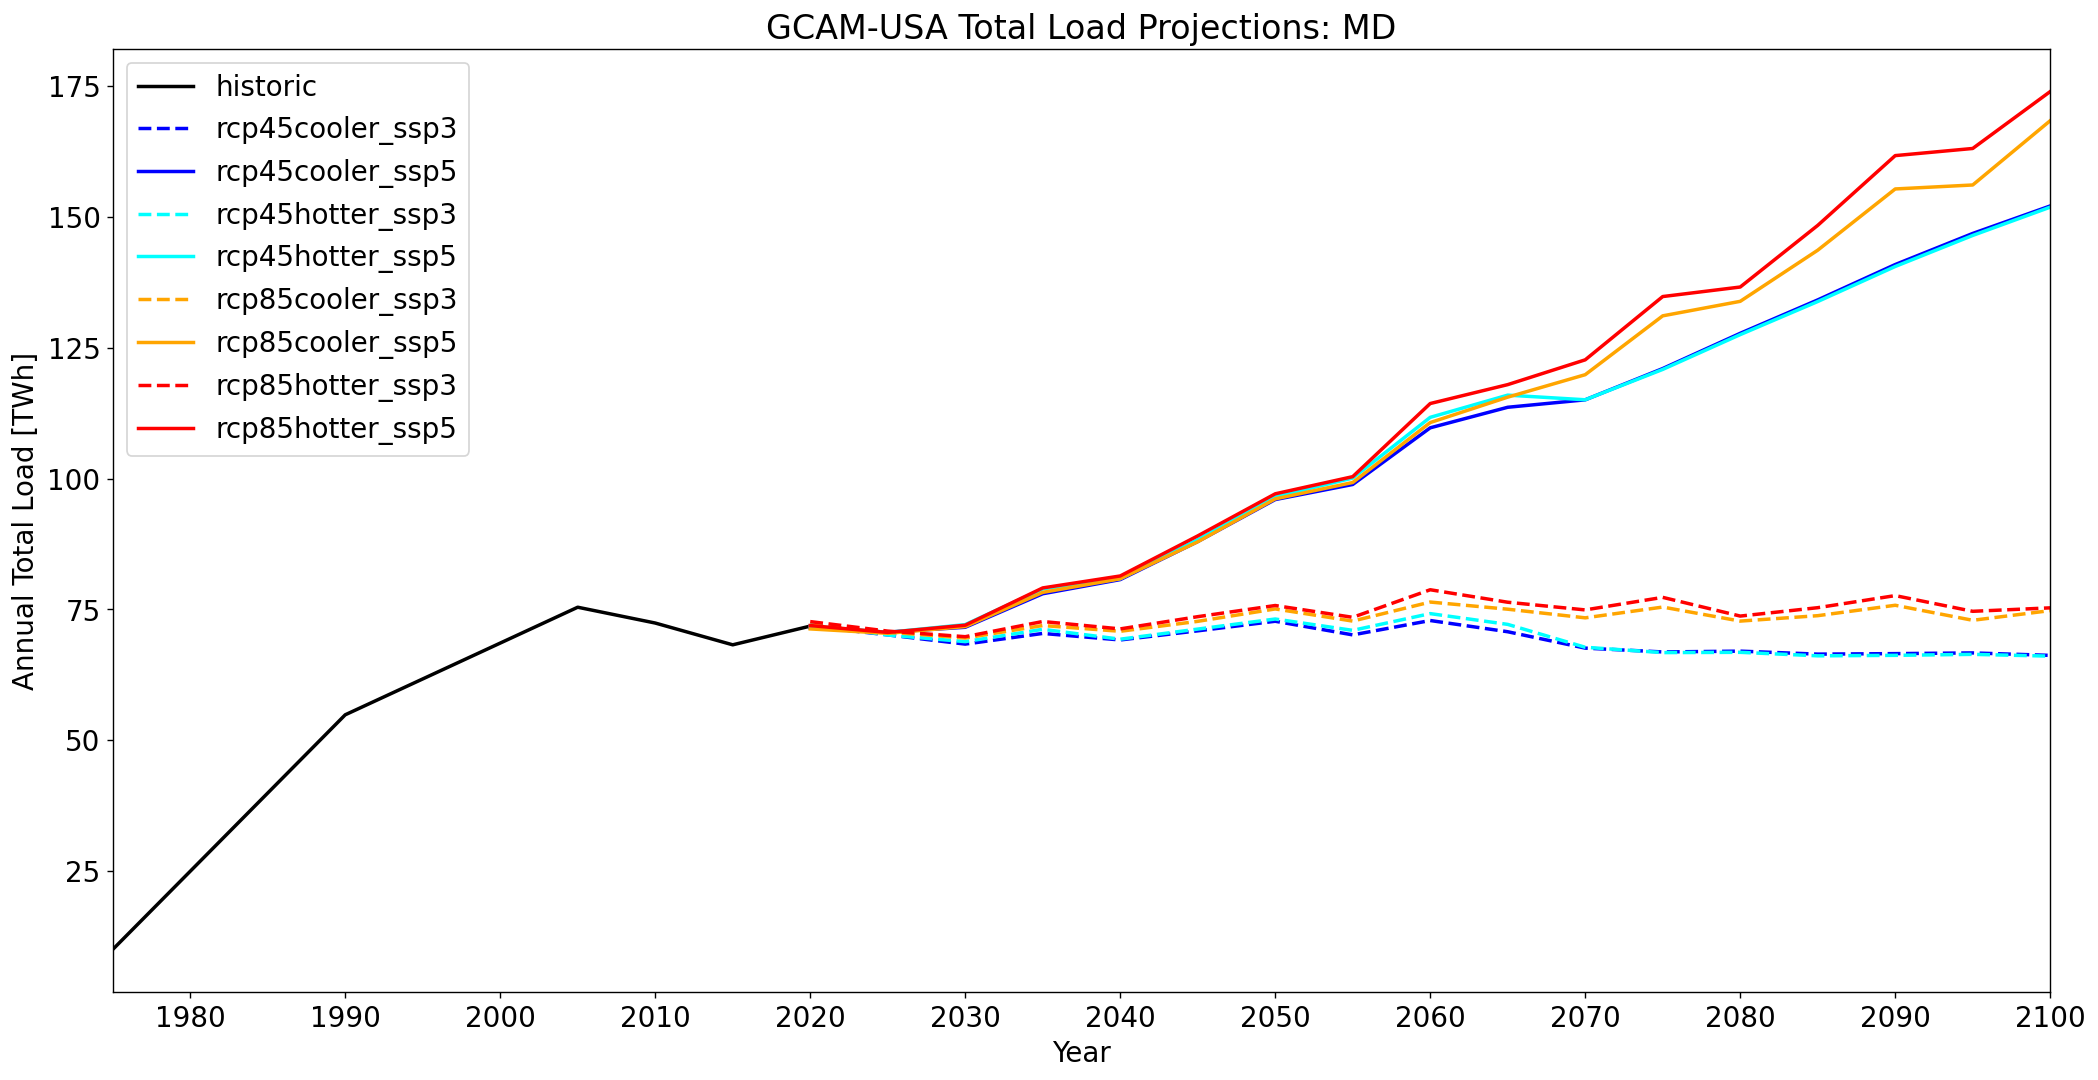 GCAM-USA Total Load Projections: MD
historic
rcp45cooler_ssp3
rcp45cooler_ssp5
rcp45hotter_ssp3
rcp45hotter_ssp5
rcp85cooler_ssp3
rcp85cooler_ssp5
rcp85hotter_ssp3
rcp85hotter_ssp5
Annual Total Load [TWh]
175
150
125
100
75
50
25
1980 1990 2000 2010 2020 2030 2040 2050 2060 2070 2080 2090 2100
Year